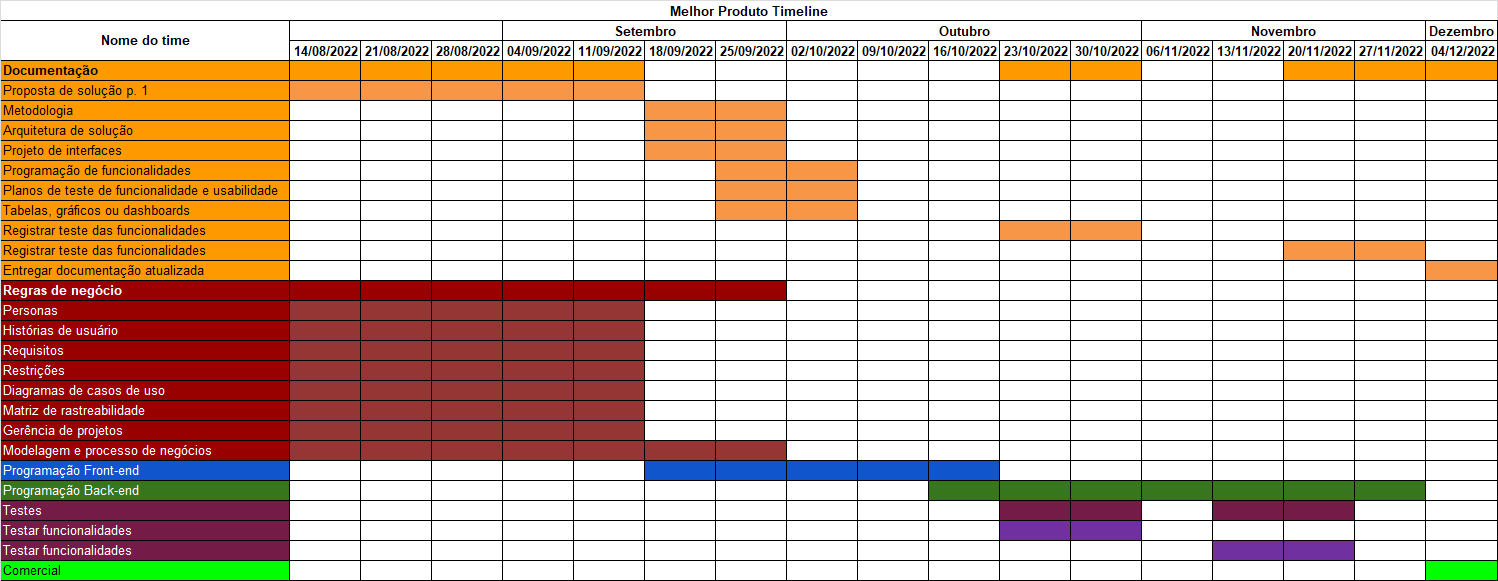 Melhor Produto Timeline
Nome do time
Setembro Outubro Novembro Dezembro
14/08/2022 21/08/2022 28/08/2022 04/09/2022 11/09/2022 18/09/2022 25/09/2022 02/10/2022 09/10/2022 16/10/2022 23/10/2022 30/10/2022 06/11/2022 13/11/2022 20/11/2022 27/11/2022 04/12/2022
Documentação
Proposta de solução p. 1
Metodologia
Arquitetura de solução
Projeto de interfaces
Programação de funcionalidades
Planos de teste de funcionalidade e usabilidade
Tabelas, gráficos ou dashboards
Registrar teste das funcionalidades
Registrar teste das funcionalidades
Entregar documentação atualizada
Regras de negócio
Personas
Histórias de usuário
Requisitos
Restrições
Diagramas de casos de uso
Matriz de rastreabilidade
Gerência de projetos
Modelagem e processo de negócios
Programação Front-end
Programação Back-end
Testes
Testar funcionalidades
Testar funcionalidades
Comercial